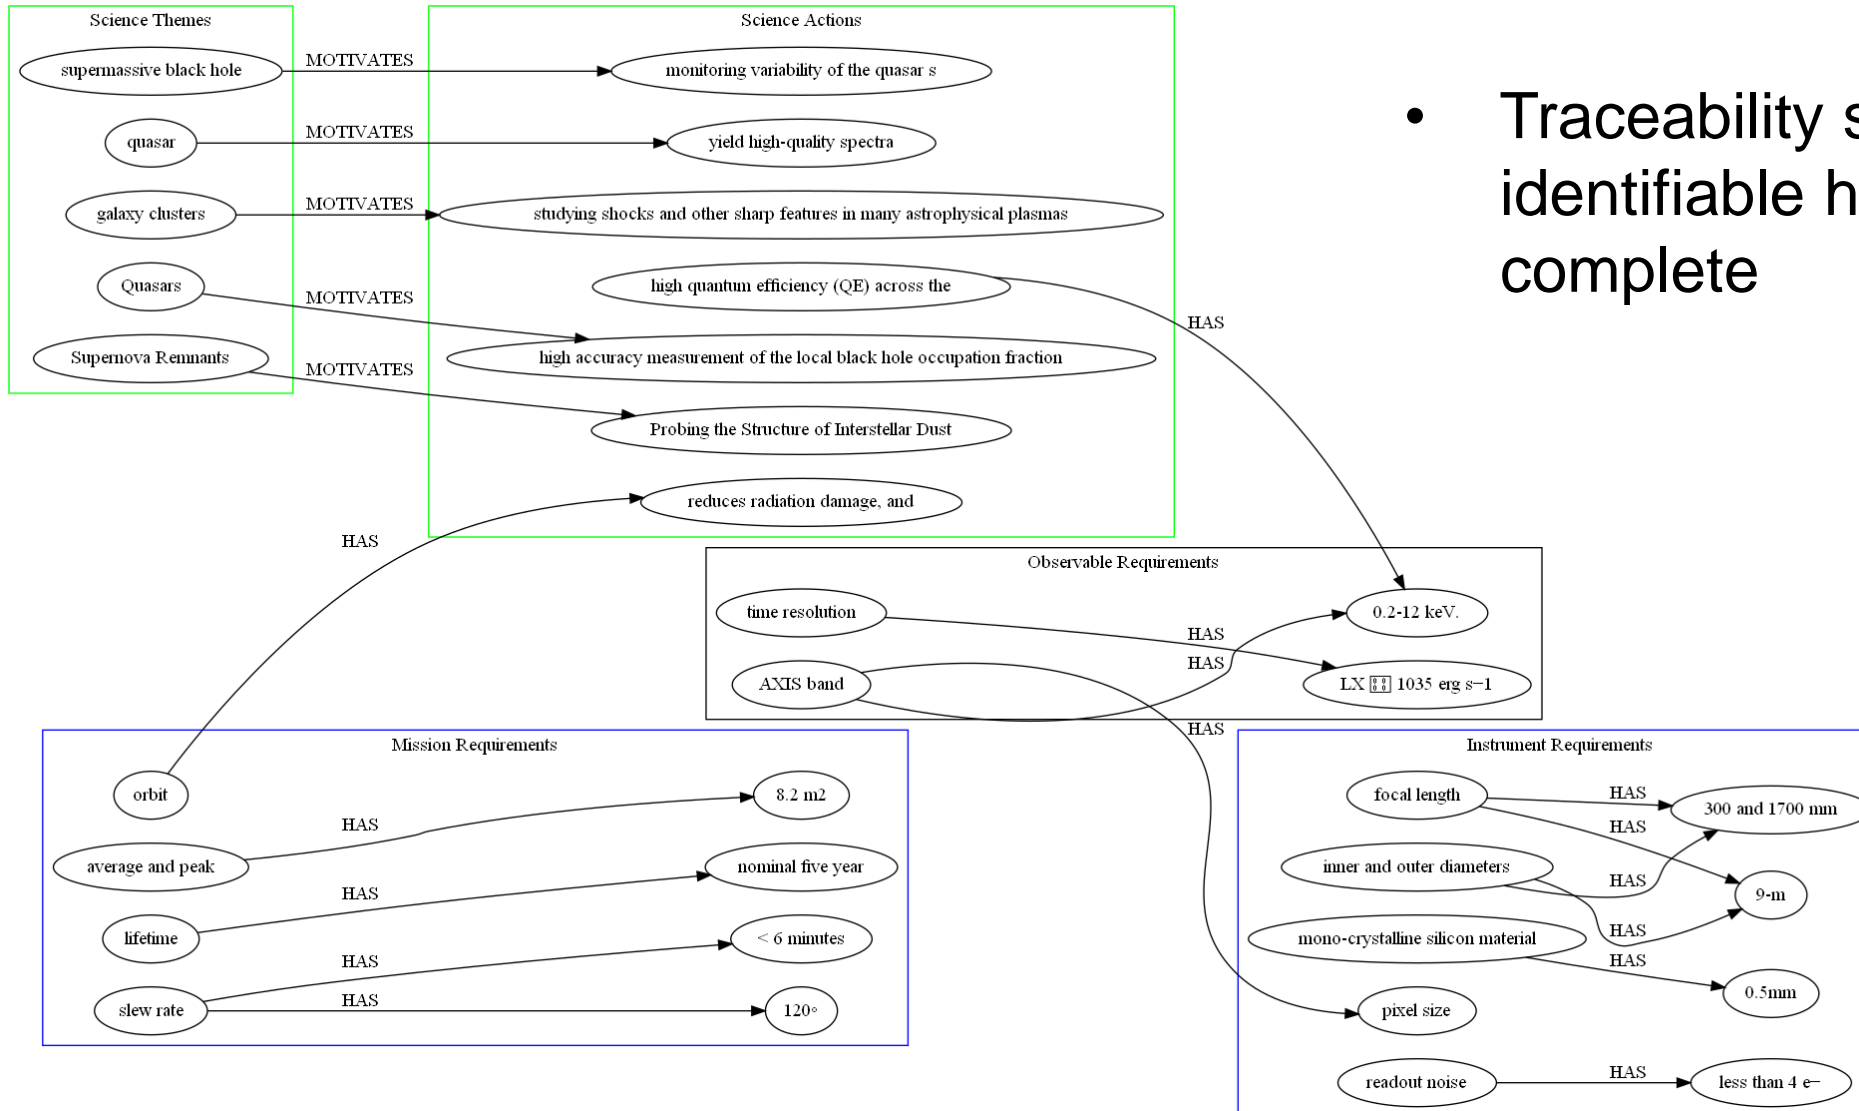 Science Themes
supermassive black hole
quasar
galaxy clusters
Quasars
Supernova Remnants
MOTIVATES
MOTIVATES
MOTIVATES
MOTIVATES
MOTIVATES
Science Actions
monitoring variability of the quasar s
yield high-quality spectra
studying shocks and other sharp features in many astrophysical plasmas
high quantum efficiency (QE) across the
high accuracy measurement of the local black hole occupation fraction
Probing the Structure of Interstellar Dust
reduces radiation damage, and
• Traceability s
identifiable h
complete
HAS
HAS
Observable Requirements
time resolution
AXIS band
HAS
HAS
HAS
0.2-12 keV.
LX 1035 erg s−1
Mission Requirements
orbit
average and peak
lifetime
slew rate
HAS
HAS
HAS
HAS
8.2 m2
nominal five year
< 6 minutes
120∘
Instrument Requirements
focal length
inner and outer diameters
mono-crystalline silicon material
pixel size
readout noise
HAS
HAS
HAS
HAS
HAS
HAS
300 and 1700 mm
9-m
0.5mm
less than 4 e−